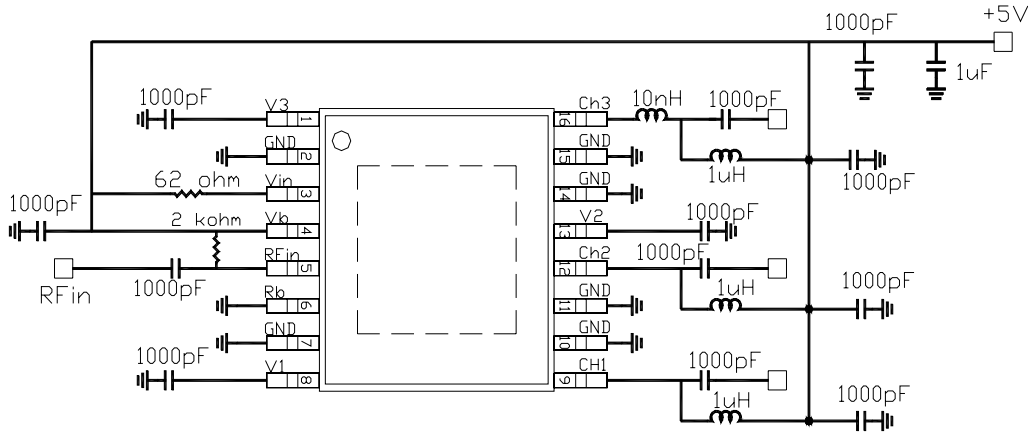 +5V
1000pF
1uF
1000pF
V3
1
Ch3
16
10nH
1000pF
GND
2
GND
15
1uH
1000pF
62 ohm
Vin
3
GND
14
1000pF
2 kohm
Vb
4
V2
13
1000pF
RFin
1000pF
RFin
5
Ch2
12
1000pF
1uH
1000pF
Rb
6
GND
11
GND
7
GND
10
1000pF
V1
8
CH1
9
1000pF
1uH
1000pF